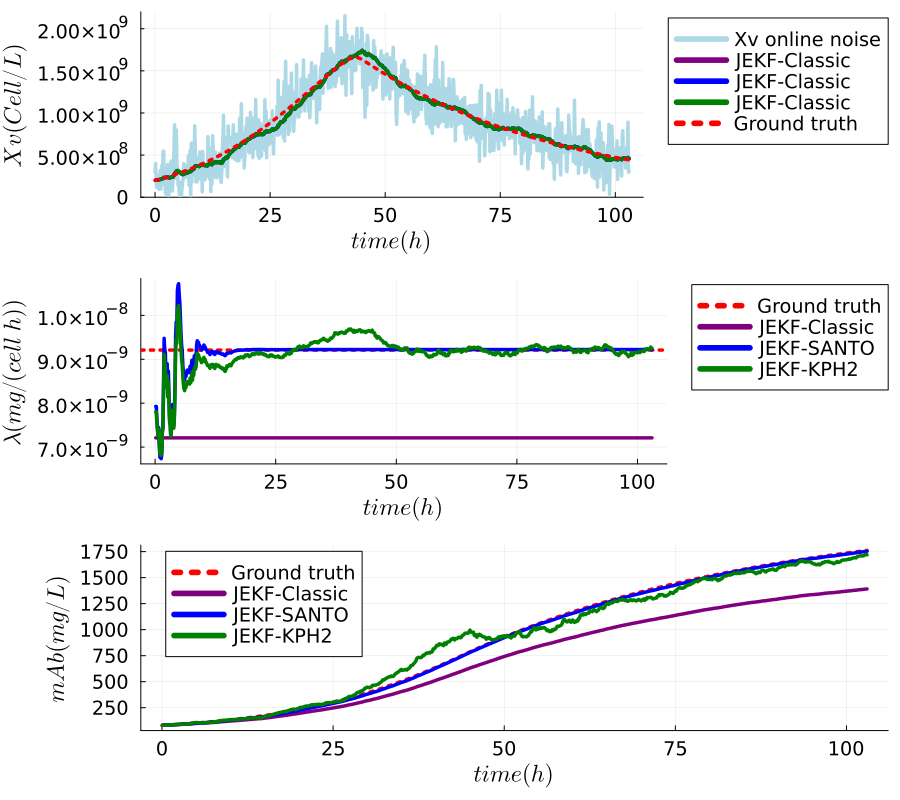 Xv(Cell/L)
2.00×10⁹
1.50×10⁹
1.00×10⁹
5.00×10⁸
0
0 25 50 75 100
time(h)
Xv online noise
JEKF-Classic
JEKF-Classic
JEKF-Classic
Ground truth
λ(mg/(cell h))
1.0×10⁻⁸
9.0×10⁻⁹
8.0×10⁻⁹
7.0×10⁻⁹
0 25 50 75 100
time(h)
Ground truth
JEKF-Classic
JEKF-SANTO
JEKF-KPH2
mAb(mg/L)
1750
1500
1250
1000
750
500
250
0 25 50 75 100
time(h)
Ground truth
JEKF-Classic
JEKF-SANTO
JEKF-KPH2